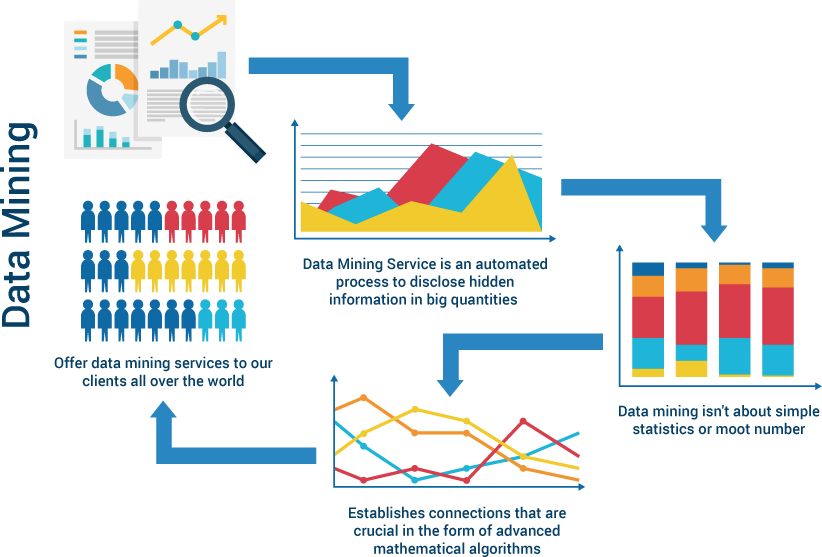 Data Mining
Data Mining Service is an automated
process to disclose hidden
information in big quantities
Data mining isn't about simple
statistics or moot number
Establishes connections that are
crucial in the form of advanced
mathematical algorithms
Offer data mining services to our
clients all over the world